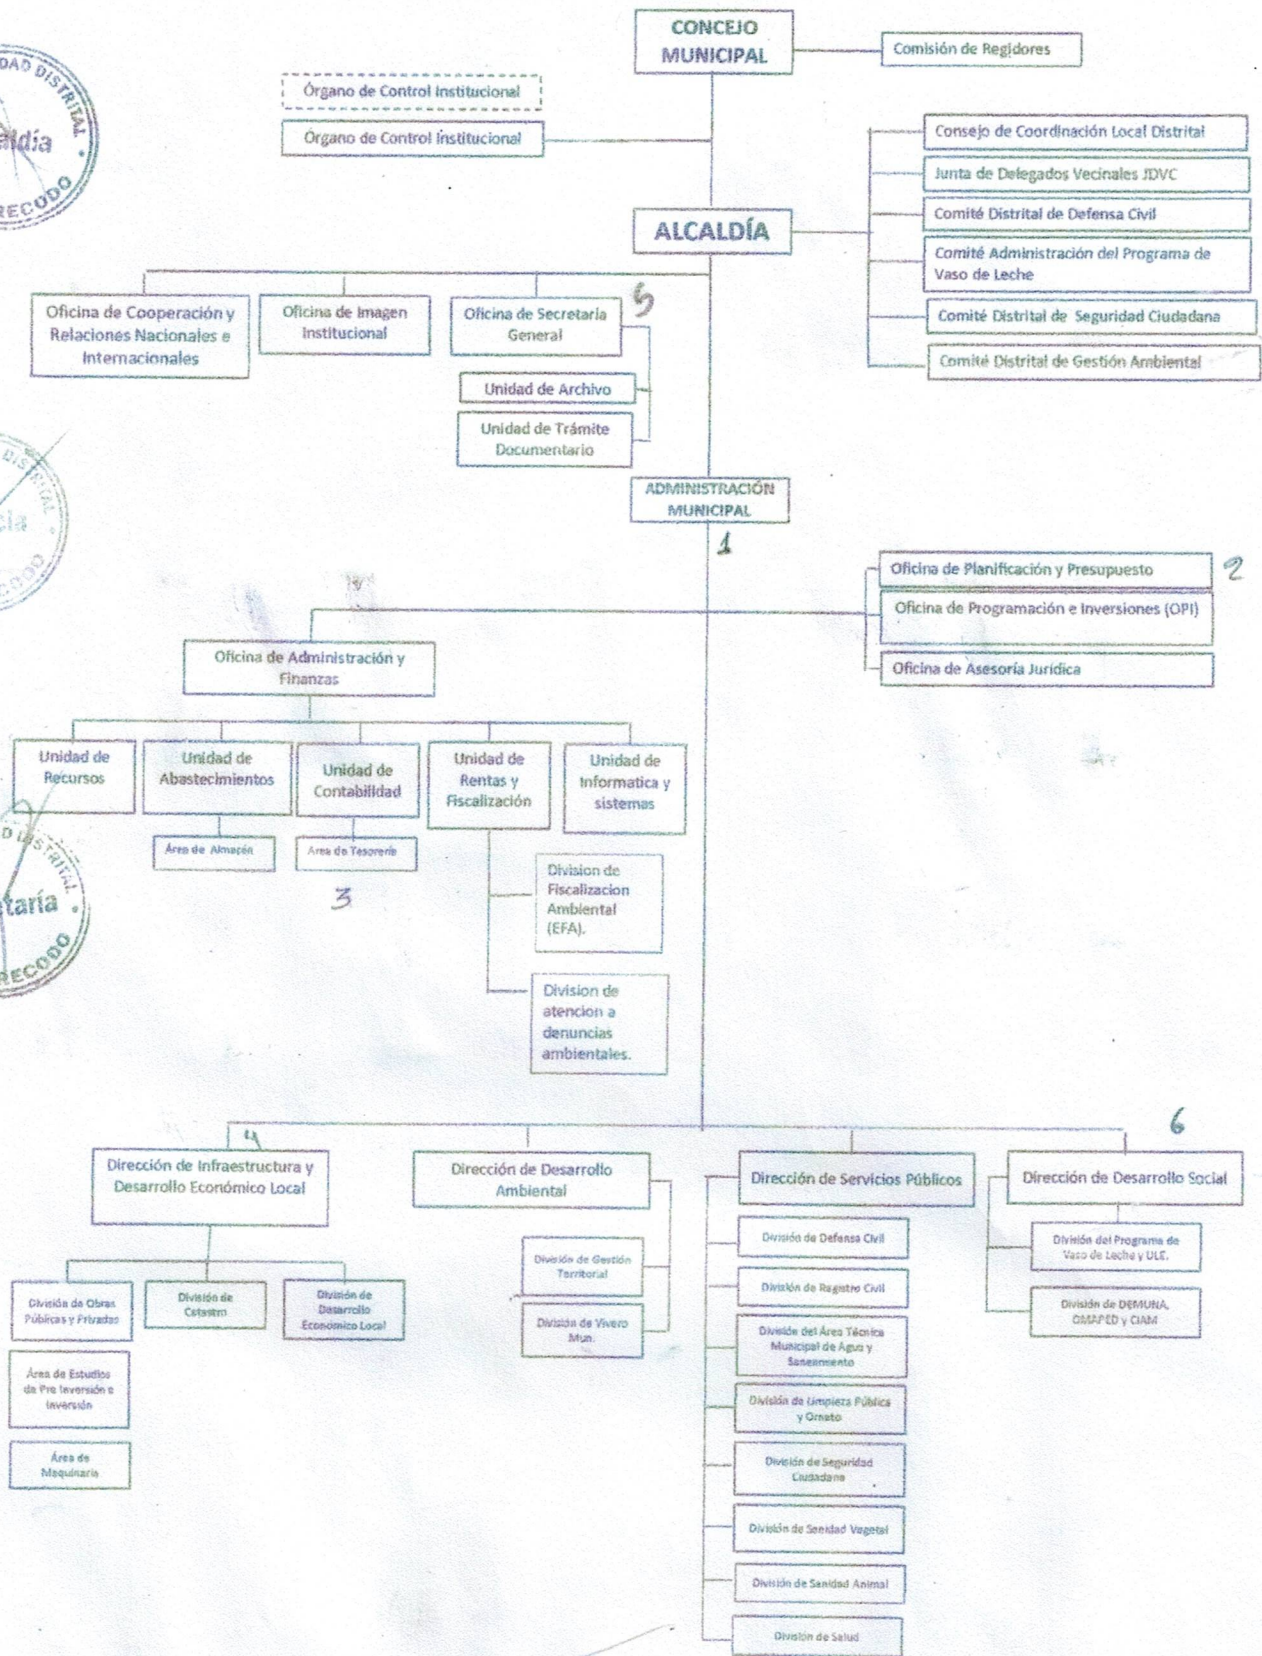 CONCEJO
MUNICIPAL
Comisión de Regidores
Órgano de Control Institucional
Órgano de Control Institucional
DAD DISTRITAL
aldía
RECODO
Consejo de Coordinación Local Distrital
Junta de Delegados Vecinales JDVC
Comité Distrital de Defensa Civil
Comité Administración del Programa de
Vaso de Leche
Comité Distrital de Seguridad Ciudadana
Comité Distrital de Gestión Ambiental
ALCALDÍA
Oficina de Cooperación y
Relaciones Nacionales e
Internacionales
Oficina de Imagen
Institucional
Oficina de Secretaria
General
5
Unidad de Archivo
Unidad de Trámite
Documentario
DISTRITAL
cia
ADMINISTRACIÓN
MUNICIPAL
1
Oficina de Planificación y Presupuesto
2
Oficina de Programación e Inversiones (OPI)
Oficina de Asesoría Jurídica
Oficina de Administración y
Finanzas
Unidad de
Recursos
Unidad de
Abastecimientos
Unidad de
Contabilidad
Unidad de
Rentas y
Fiscalización
Unidad de
Informatica y
sistemas
Área de Almacén
Area de Tesorería
3
D DISTRITAL
taría
RECODO
Division de
Fiscalizacion
Ambiental
(EFA).
Division de
atencion a
denuncias
ambientales.
4
6
Dirección de Infraestructura y
Desarrollo Económico Local
Dirección de Desarrollo
Ambiental
Dirección de Servicios Públicos
Dirección de Desarrollo Social
División de Obras
Públicas y Privadas
División de
Catastro
División de
Desarrollo
Económico Local
Área de Estudios
de Pre Inversión e
Inversión
Área de
Maquinaria
División de Gestión
Territorial
División de Vivero
Mun.
División de Defensa Civil
División de Registro Civil
División del Área Técnica
Municipal de Agua y
Saneamiento
División de Limpieza Pública
y Ornato
División de Seguridad
Ciudadana
División de Sanidad Vegetal
División de Sanidad Animal
División de Salud
División del Programa de
Vaso de Leche y ULE.
División de DEMUNA,
OMAPED y CIAM